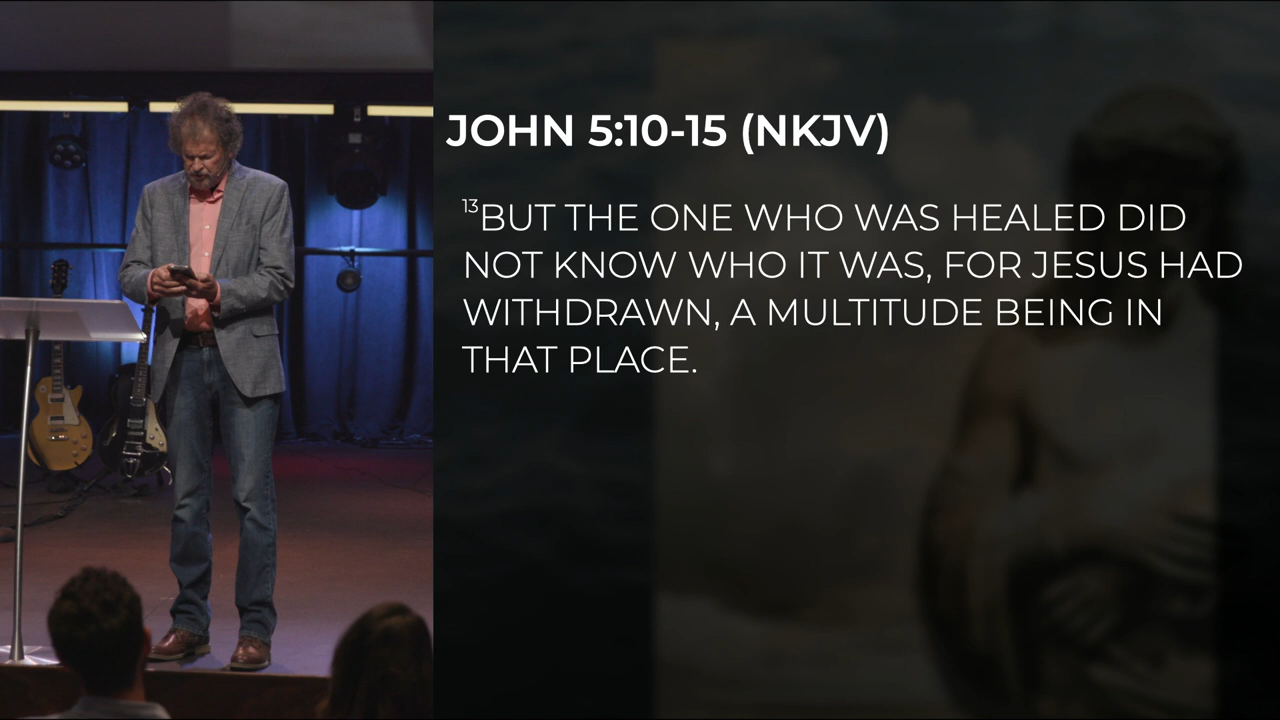 JOHN 5:10-15 (NKJV)
13BUT THE ONE WHO WAS HEALED DID
NOT KNOW WHO IT WAS, FOR JESUS HAD
WITHDRAWN, A MULTITUDE BEING IN
THAT PLACE.